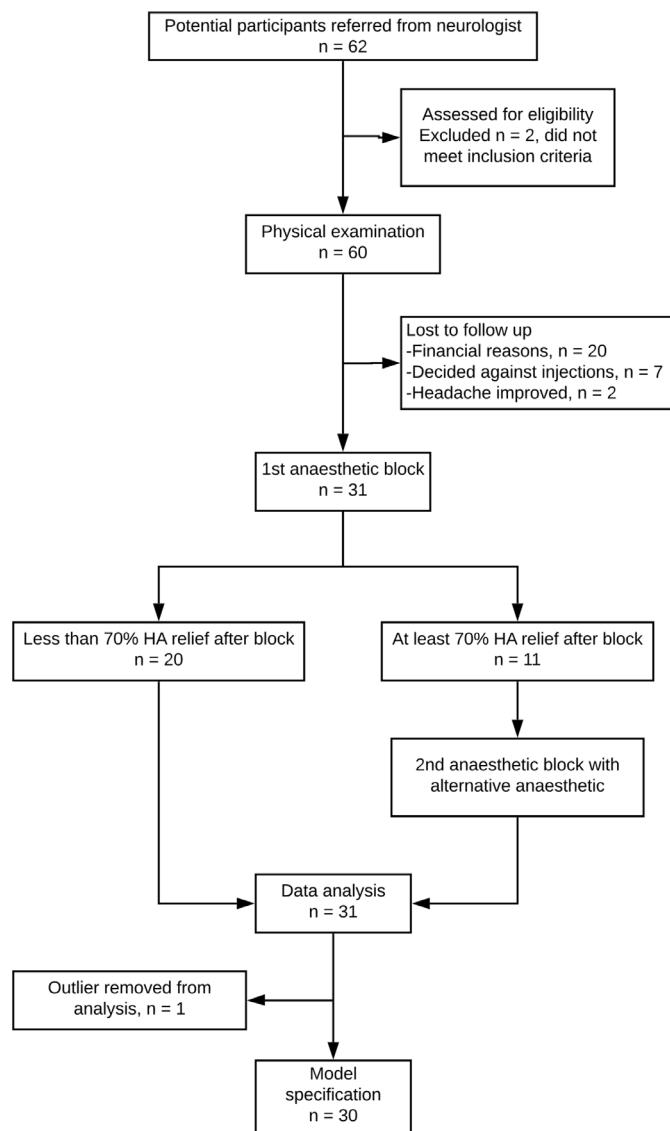 Potential participants referred from neurologist
n = 62
Assessed for eligibility
Excluded n = 2, did not
meet inclusion criteria
Physical examination
n = 60
Lost to follow up
-Financial reasons, n = 20
-Decided against injections, n = 7
-Headache improved, n = 2
1st anaesthetic block
n = 31
Less than 70% HA relief after block
n = 20
At least 70% HA relief after block
n = 11
2nd anaesthetic block with
alternative anaesthetic
Data analysis
n = 31
Outlier removed from
analysis, n = 1
Model
specification
n = 30